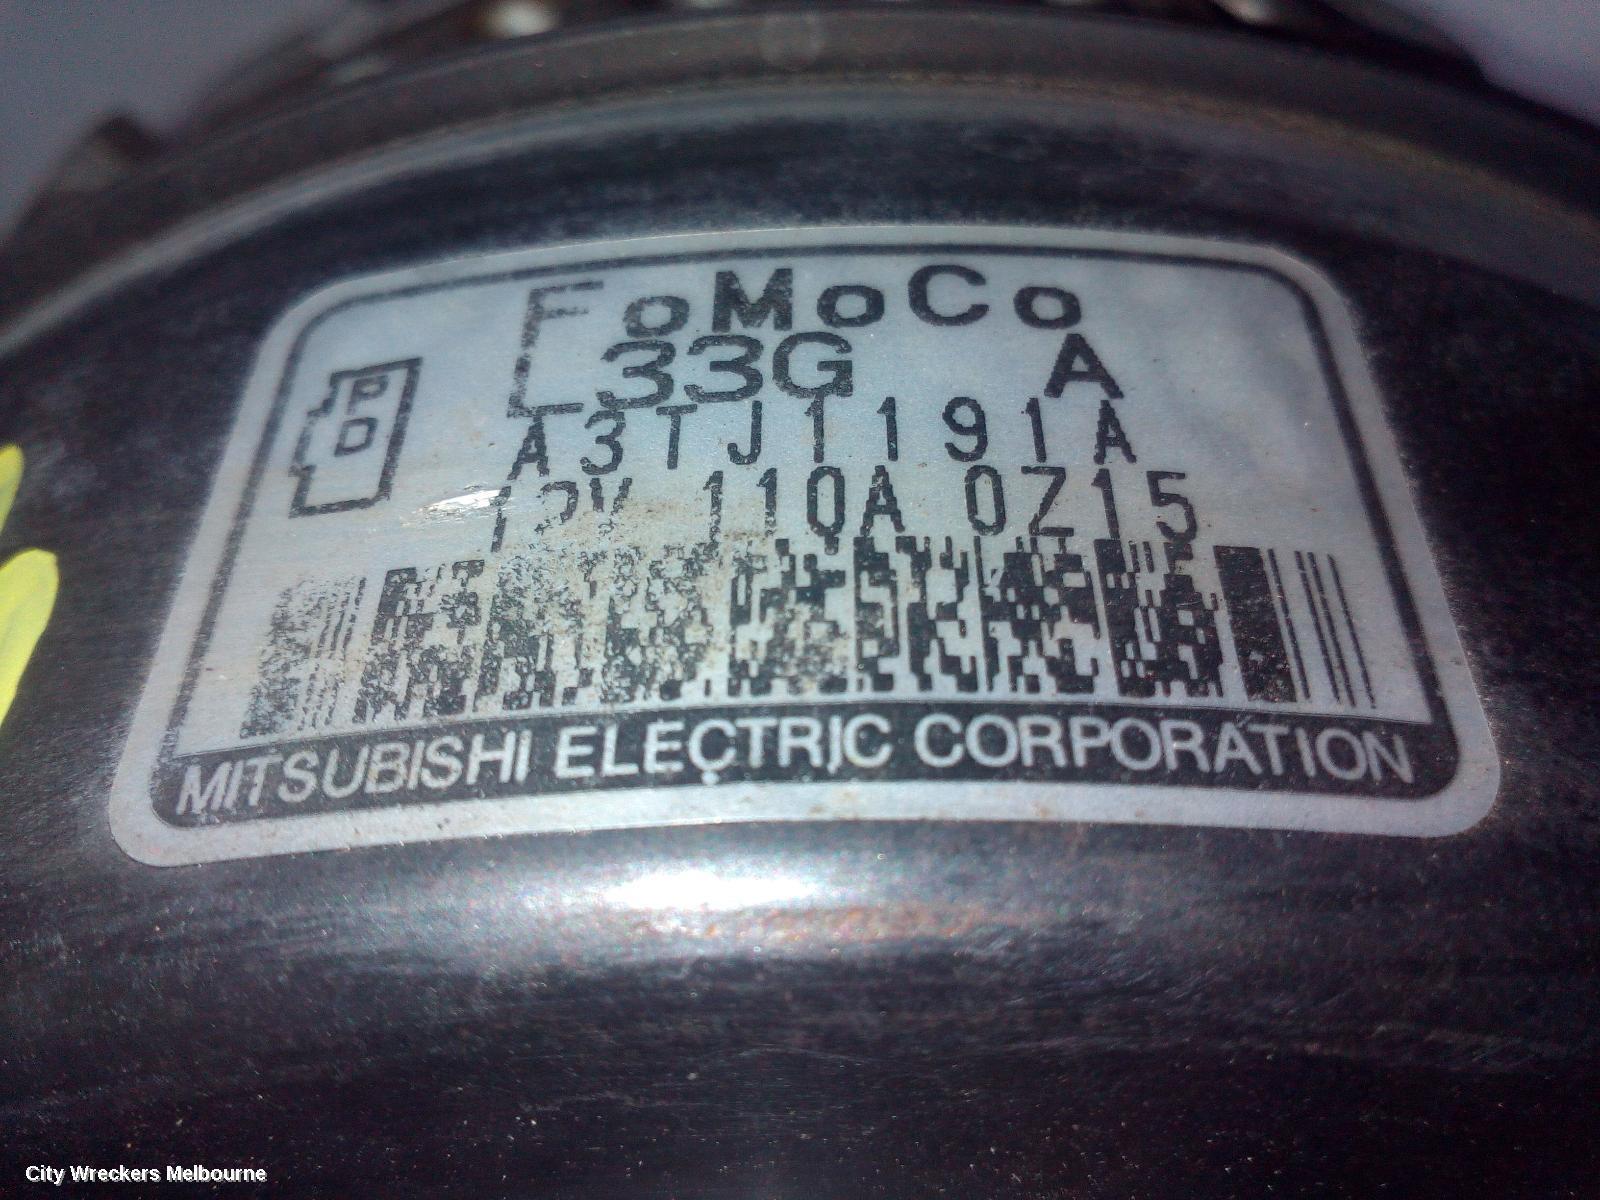 FoMoCo
L33G A
P
D
A3TJ1191A
12V 110A 0Z15
MITSUBISHI ELECTRIC CORPORATION
City Wreckers Melbourne